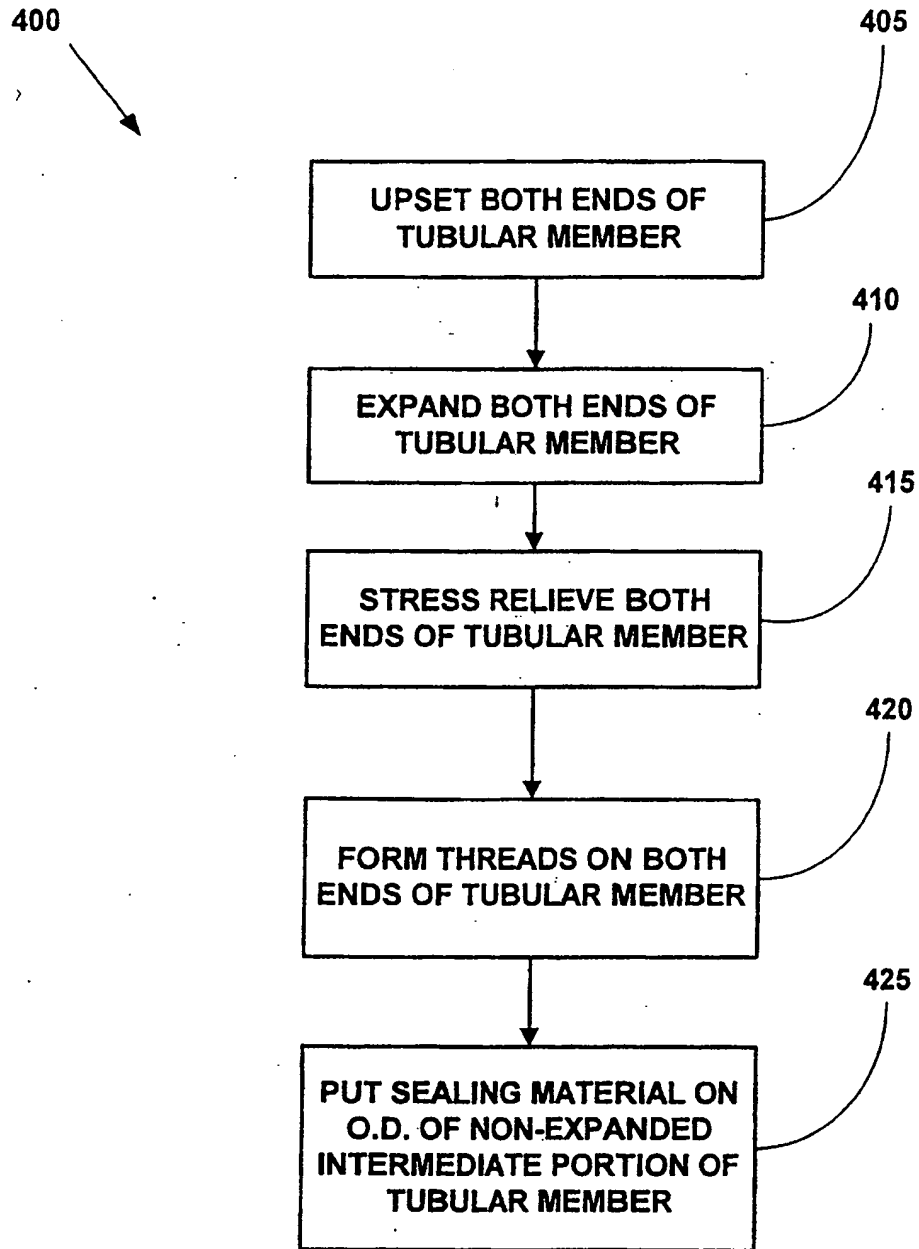 400
405
UPSET BOTH ENDS OF
TUBULAR MEMBER
410
EXPAND BOTH ENDS OF
TUBULAR MEMBER
415
STRESS RELIEVE BOTH
ENDS OF TUBULAR MEMBER
420
FORM THREADS ON BOTH
ENDS OF TUBULAR MEMBER
425
PUT SEALING MATERIAL ON
O.D. OF NON-EXPANDED
INTERMEDIATE PORTION OF
TUBULAR MEMBER